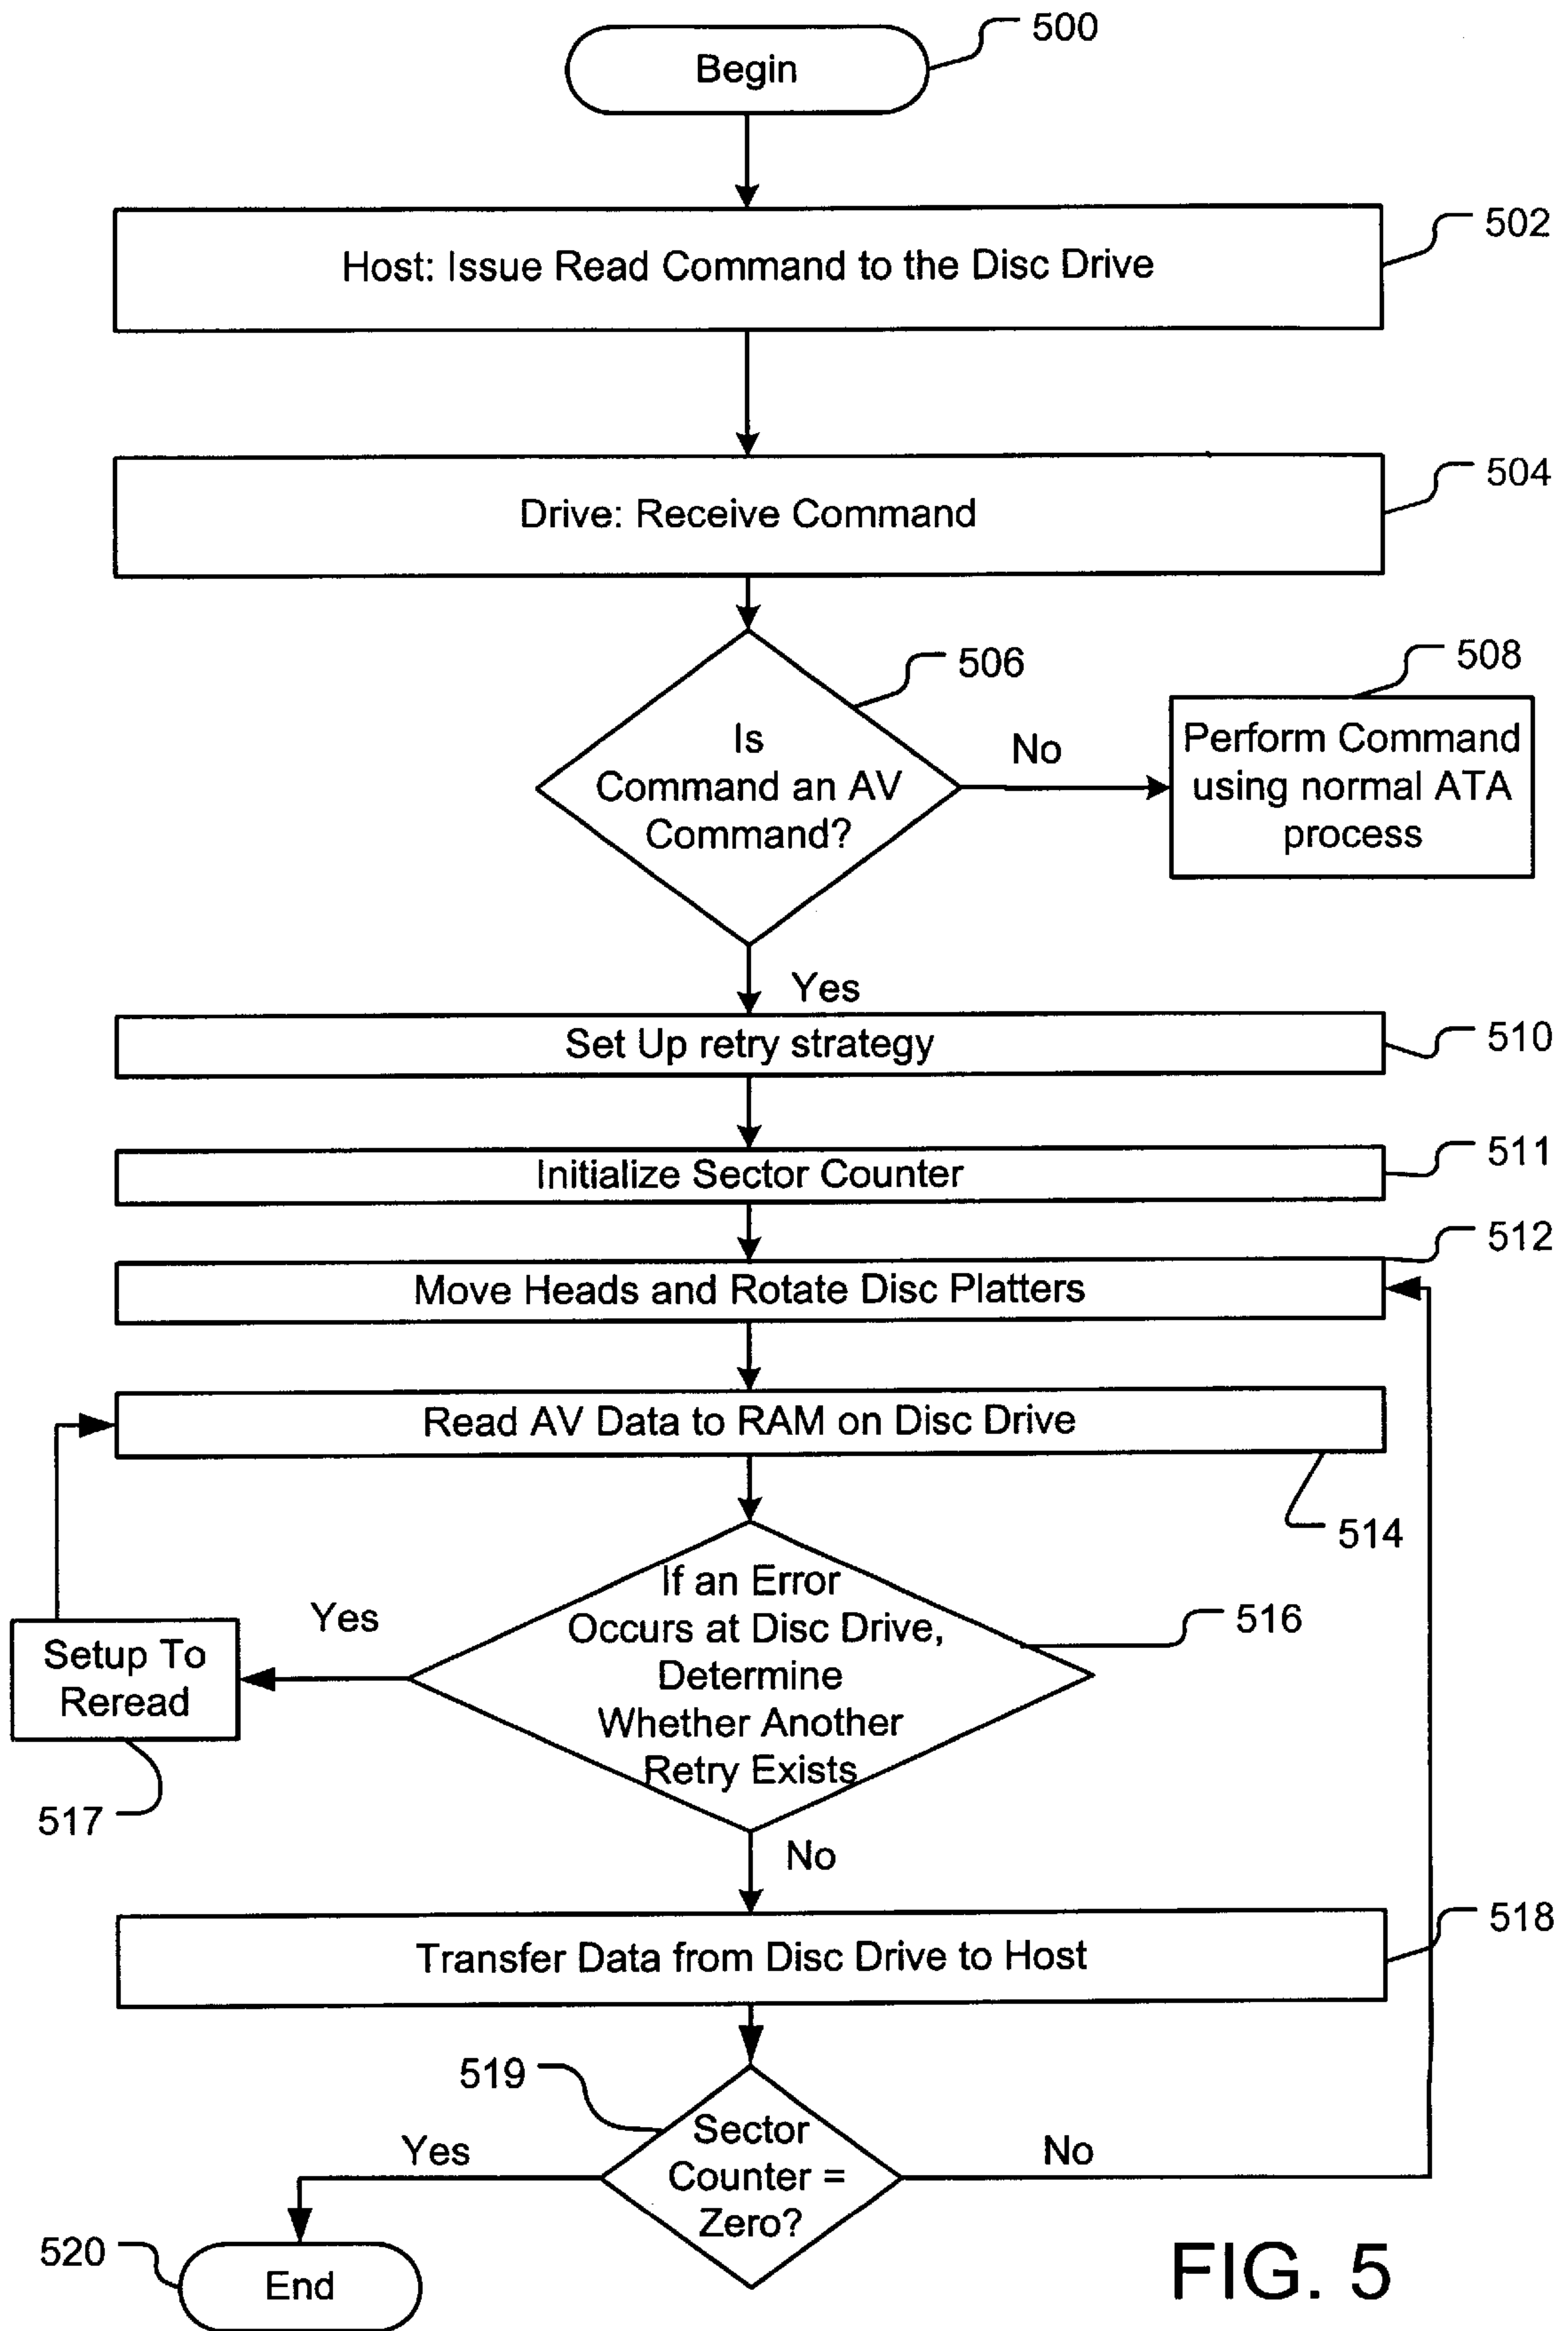 Begin
500
Host: Issue Read Command to the Disc Drive
502
Drive: Receive Command
504
506
Is
Command an AV
Command?
No
508
Perform Command
using normal ATA
process
Yes
Set Up retry strategy
510
Initialize Sector Counter
511
512
Move Heads and Rotate Disc Platters
Read AV Data to RAM on Disc Drive
514
If an Error
Occurs at Disc Drive,
Determine
Whether Another
Retry Exists
516
Yes
Setup To
Reread
517
No
Transfer Data from Disc Drive to Host
518
519
Sector
Counter =
Zero?
Yes
No
520
End
FIG. 5